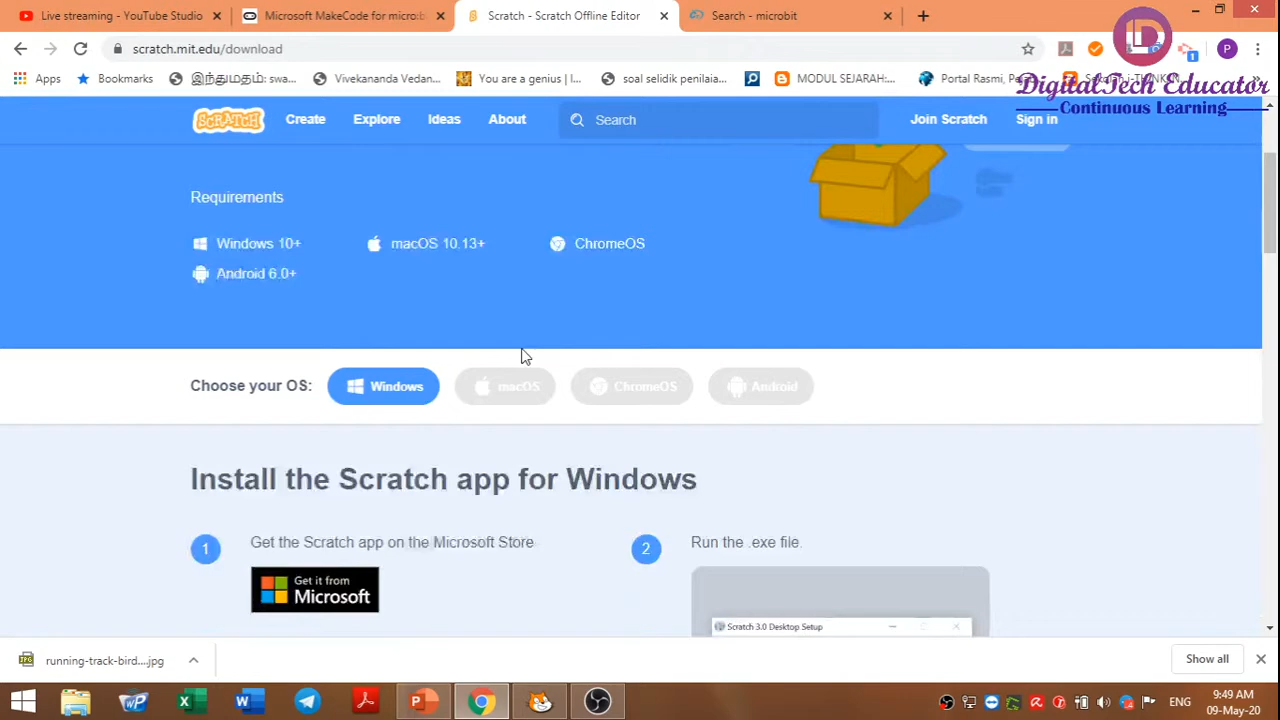 Live streaming - YouTube Studio
Microsoft MakeCode for micro:b
Scratch - Scratch Offline Editor
Search - microbit
scratch.mit.edu/download
P
Apps
Bookmarks
இந்துமதம்: swa...
Vivekananda Vedan...
You are a genius | I...
soal selidik penilaia...
MODUL SEJARAH:...
Portal Rasmi, Pe
DigitalTech Educator
Continuous Learning
SCRATCH
Create
Explore
Ideas
About
Search
Join Scratch
Sign in
Requirements
Windows 10+
macOS 10.13+
ChromeOS
Android 6.0+
Choose your OS:
Windows
macOS
ChromeOS
Android
Install the Scratch app for Windows
1
Get the Scratch app on the Microsoft Store
2
Run the .exe file.
Get it from
Microsoft
Scratch 3.0 Desktop Setup
running-track-bird....jpg
Show all
ENG
9:49 AM
09-May-20